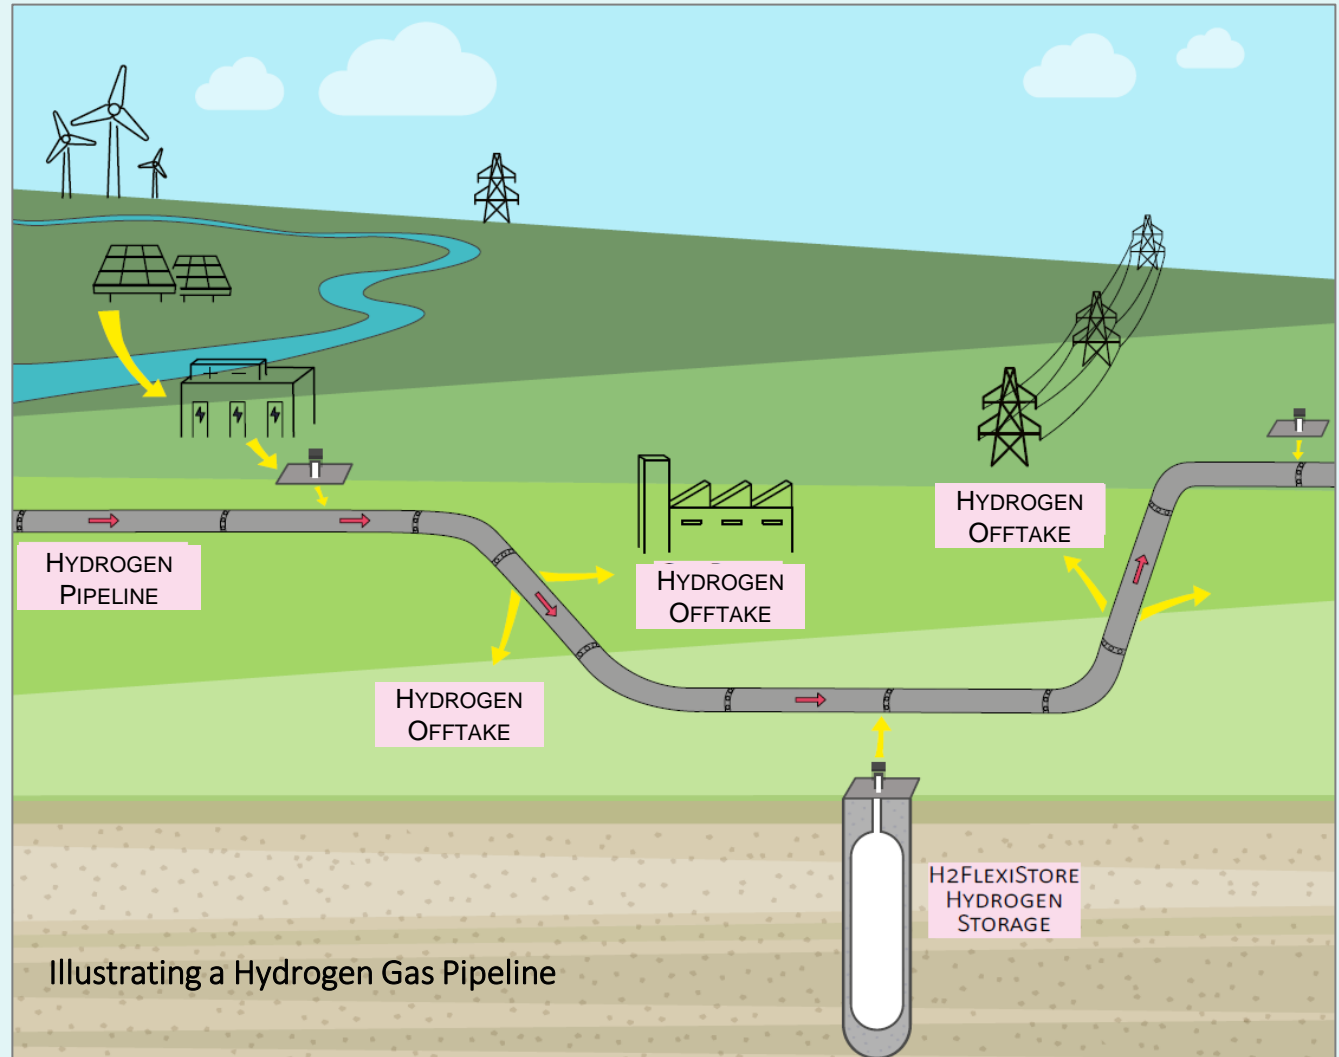 HYDROGEN
PIPELINE
HYDROGEN
OFFTAKE
HYDROGEN
OFFTAKE
HYDROGEN
OFFTAKE
H2FLEXISTORE
HYDROGEN
STORAGE
Illustrating a Hydrogen Gas Pipeline